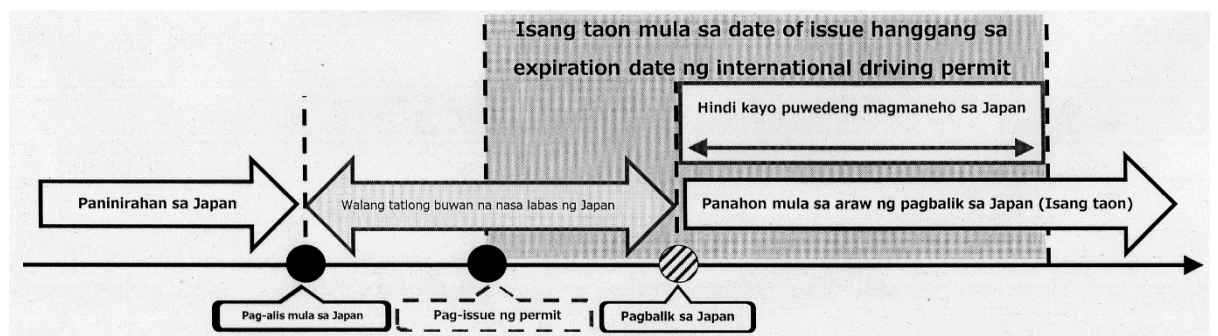 Isang taon mula sa date of issue hanggang sa
expiration date ng international driving permit
Hindi kayo puwedeng magmaneho sa Japan
Paninirahan sa Japan
Walang tatlong buwan na nasa labas ng Japan
Panahon mula sa araw ng pagbalik sa Japan (Isang taon)
Pag-alis mula sa Japan
Pag-issue ng permit
Pagbalik sa Japan